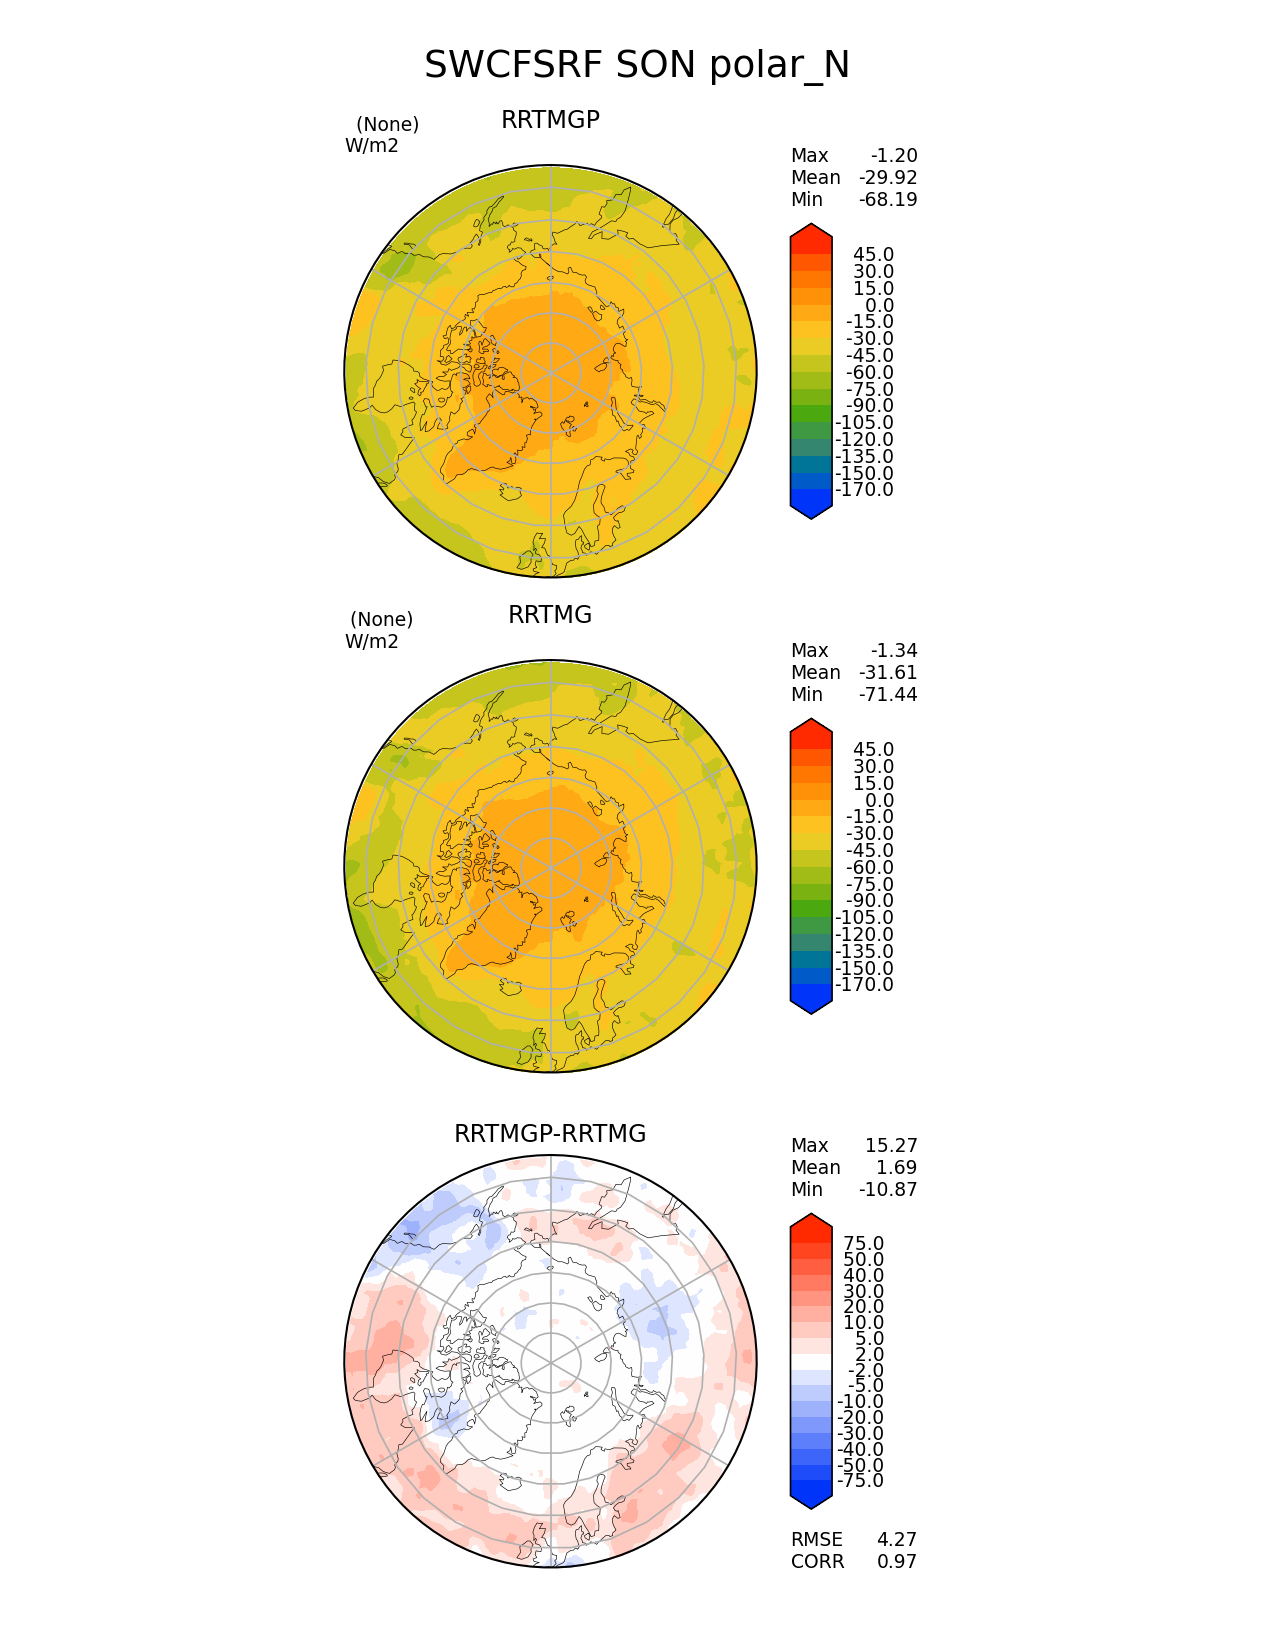 SWCFSRF SON polar_N
RRTMGP
(None)
W/m2
Max -1.20
Mean -29.92
Min -68.19
45.0
30.0
15.0
0.0
-15.0
-30.0
-45.0
-60.0
-75.0
-90.0
-105.0
-120.0
-135.0
-150.0
-170.0
RRTMG
(None)
W/m2
Max -1.34
Mean -31.61
Min -71.44
45.0
30.0
15.0
0.0
-15.0
-30.0
-45.0
-60.0
-75.0
-90.0
-105.0
-120.0
-135.0
-150.0
-170.0
RRTMGP-RRTMG
Max 15.27
Mean 1.69
Min -10.87
75.0
50.0
40.0
30.0
20.0
10.0
5.0
2.0
-2.0
-5.0
-10.0
-20.0
-30.0
-40.0
-50.0
-75.0
RMSE 4.27
CORR 0.97